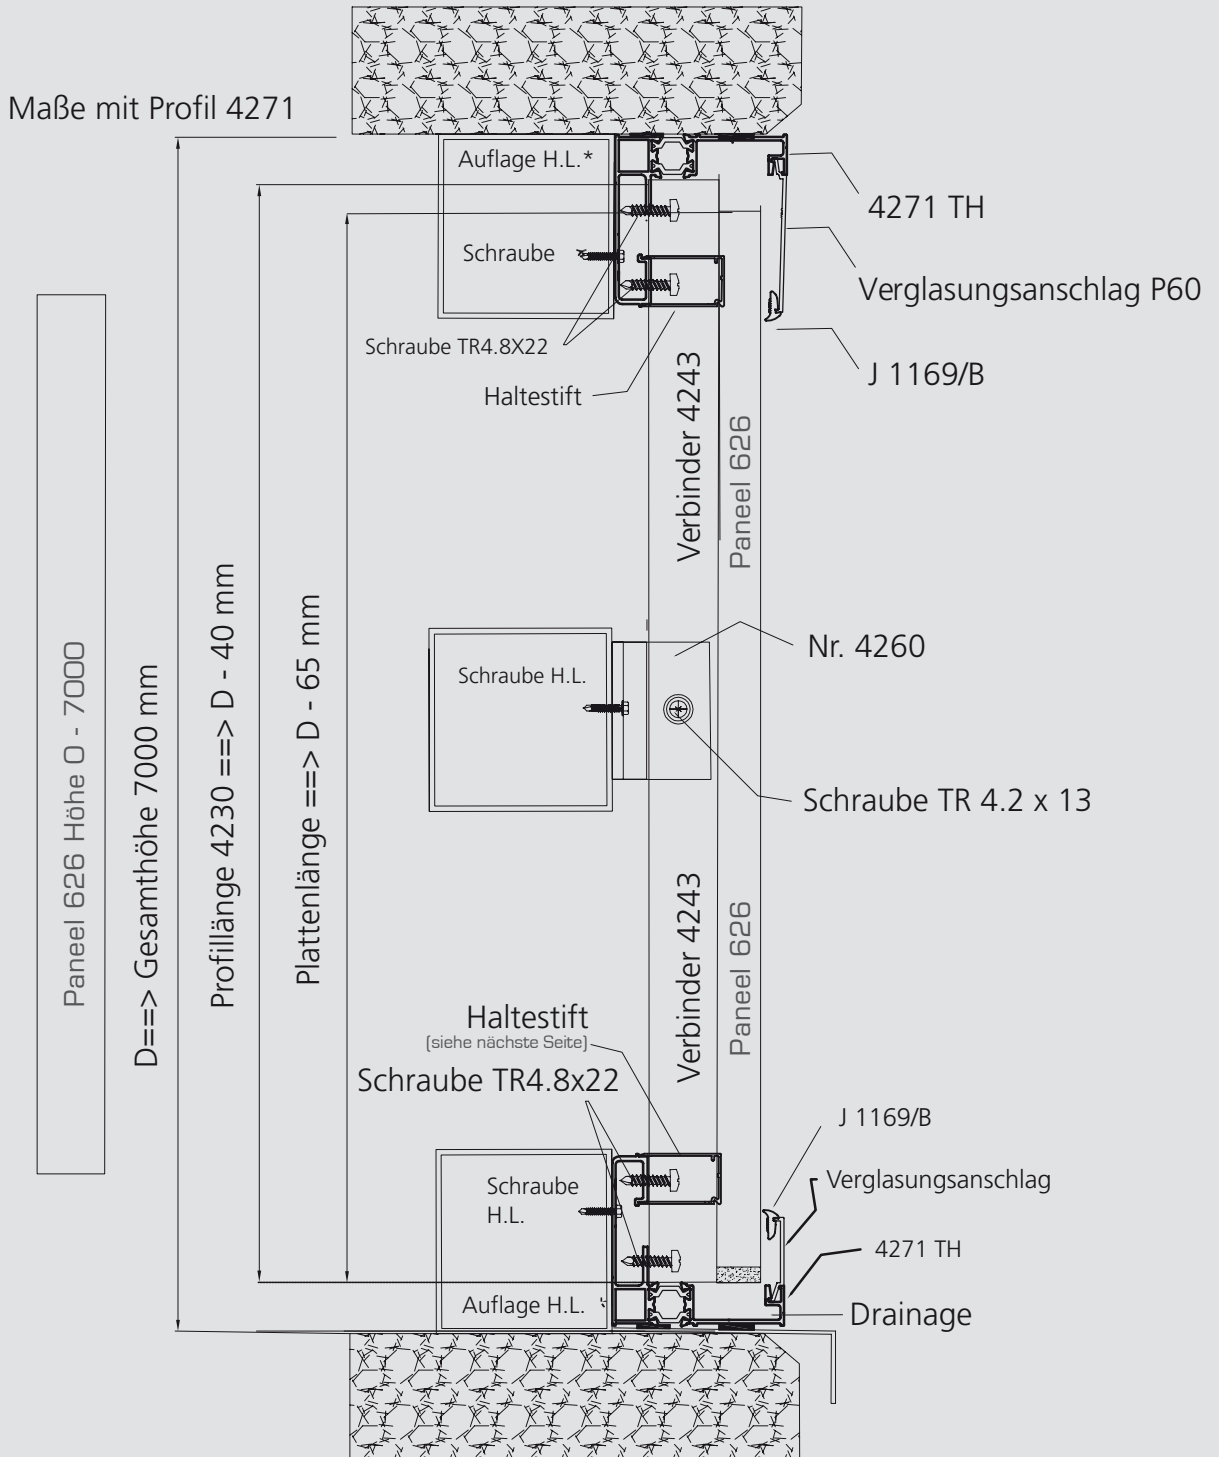 Maße mit Profil 4271
Auflage H.L.*
4271 TH
Schraube
Verglasungsanschlag P60
Schraube TR4.8X22
J 1169/B
Haltestift
Verbinder 4243
Paneel 626
Paneel 626 Höhe 0 - 7000
D==> Gesamthöhe 7000 mm
Profillänge 4230 ==> D - 40 mm
Plattenlänge ==> D - 65 mm
Nr. 4260
Schraube H.L.
Schraube TR 4.2 x 13
Verbinder 4243
Paneel 626
Haltestift
(siehe nächste Seite)
Schraube TR4.8x22
J 1169/B
Verglasungsanschlag
Schraube
H.L.
4271 TH
Auflage H.L.
Drainage